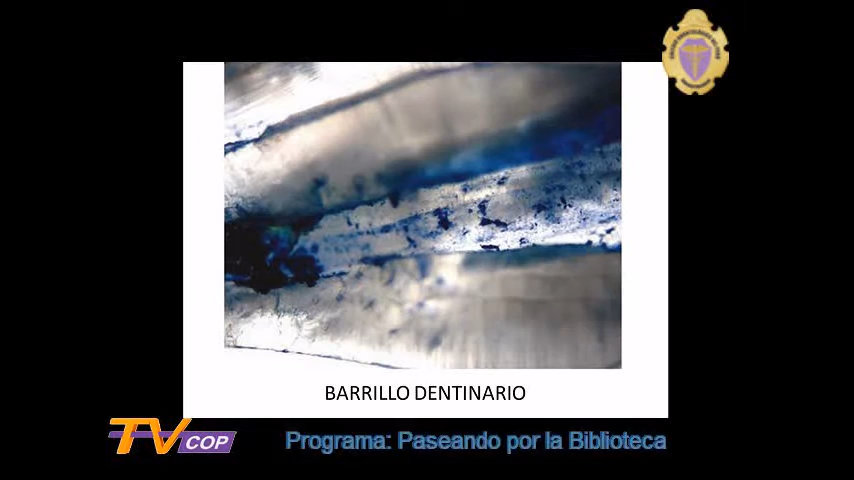 BARRILLO DENTINARIO
TV COP
Programa: Paseando por la Biblioteca